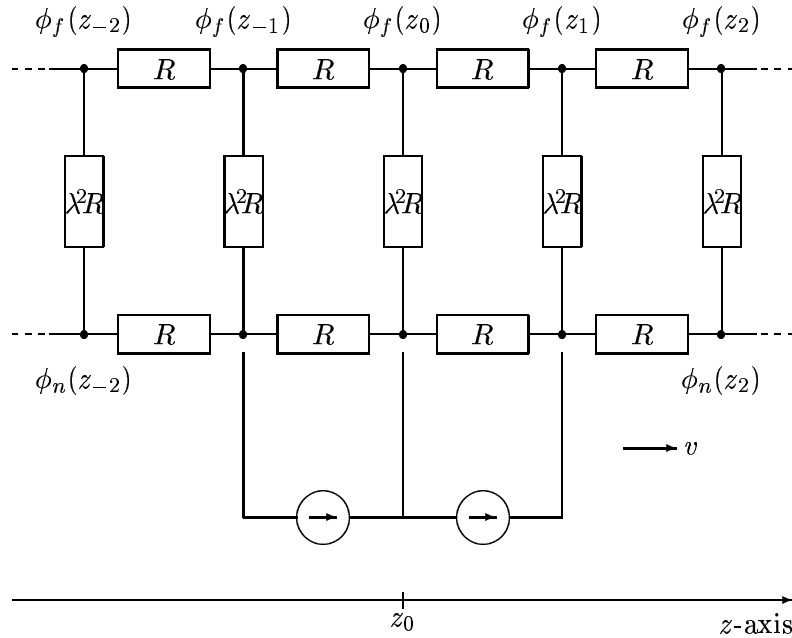 ϕ_f(z_{-2}) ϕ_f(z_{-1}) ϕ_f(z_0) ϕ_f(z_1) ϕ_f(z_2)
R R R R
λ²R λ²R λ²R λ²R λ²R
R R R R
ϕ_n(z_{-2}) ϕ_n(z_2)
v
z_0
z-axis